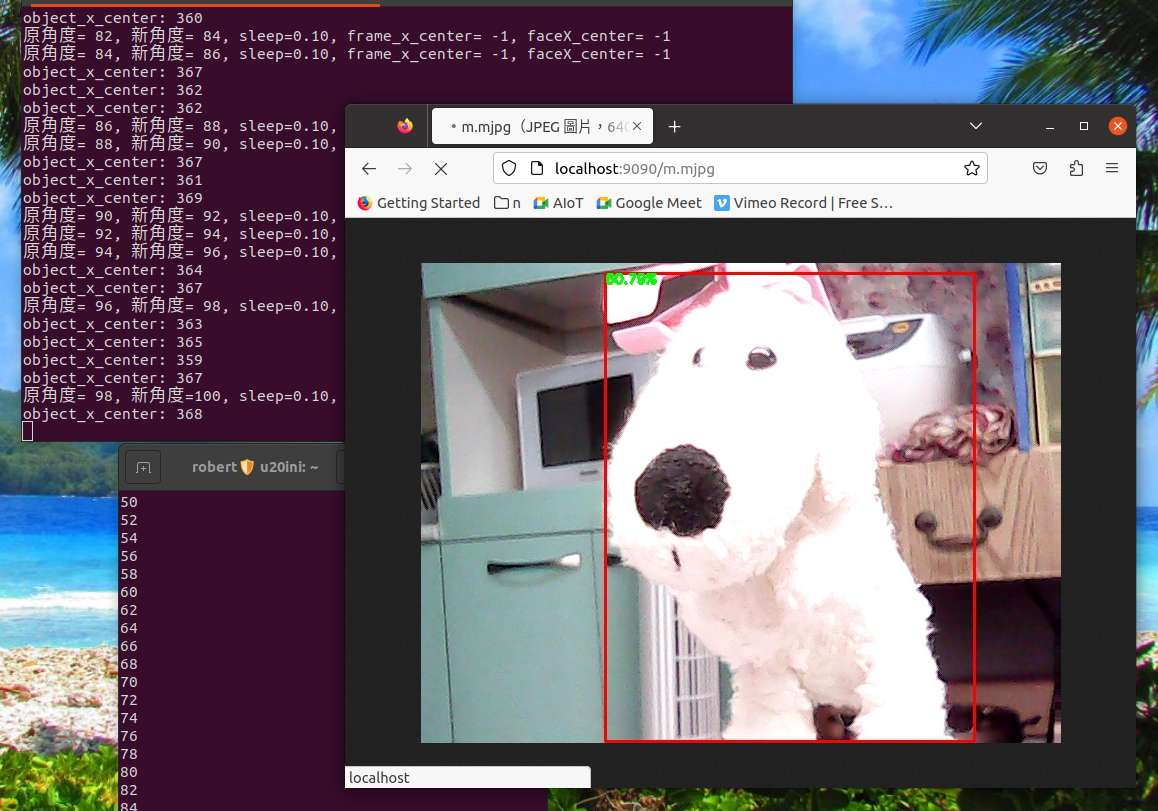 object_x_center: 360
原角度= 82, 新角度= 84, sleep=0.10, frame_x_center= -1, faceX_center= -1
原角度= 84, 新角度= 86, sleep=0.10, frame_x_center= -1, faceX_center= -1
object_x_center: 367
object_x_center: 362
object_x_center: 362
原角度= 86, 新角度= 88, sleep=0.10,
原角度= 88, 新角度= 90, sleep=0.10,
object_x_center: 367
object_x_center: 361
object_x_center: 369
原角度= 90, 新角度= 92, sleep=0.10,
原角度= 92, 新角度= 94, sleep=0.10,
原角度= 94, 新角度= 96, sleep=0.10,
object_x_center: 364
object_x_center: 367
原角度= 96, 新角度= 98, sleep=0.10,
object_x_center: 363
object_x_center: 365
object_x_center: 359
object_x_center: 367
原角度= 98, 新角度=100, sleep=0.10,
object_x_center: 368
robert u20ini: ~
50
52
54
56
58
60
62
64
66
68
70
72
74
76
78
80
82
84
m.mjpg（JPEG 圖片，640
localhost:9090/m.mjpg
Getting Started n AIoT Google Meet Vimeo Record | Free S…
localhost